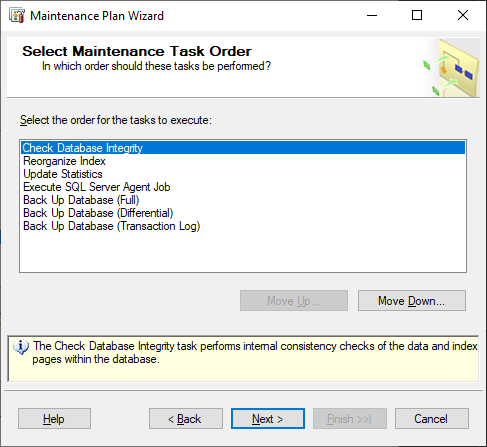 Maintenance Plan Wizard
Select Maintenance Task Order
In which order should these tasks be performed?
Select the order for the tasks to execute:
Check Database Integrity
Reorganize Index
Update Statistics
Execute SQL Server Agent Job
Back Up Database (Full)
Back Up Database (Differential)
Back Up Database (Transaction Log)
Move Up... Move Down...
The Check Database Integrity task performs internal consistency checks of the data and index
pages within the database.
Help < Back Next > Finish >>| Cancel